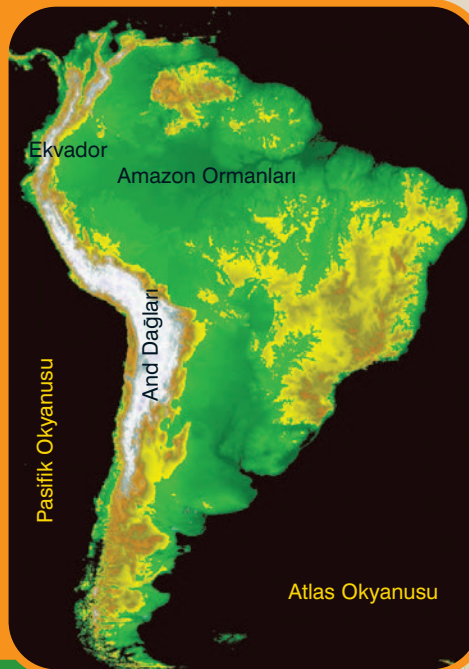 Ekvador
Amazon Ormanları
And Dağları
Pasifik Okyanusu
Atlas Okyanusu